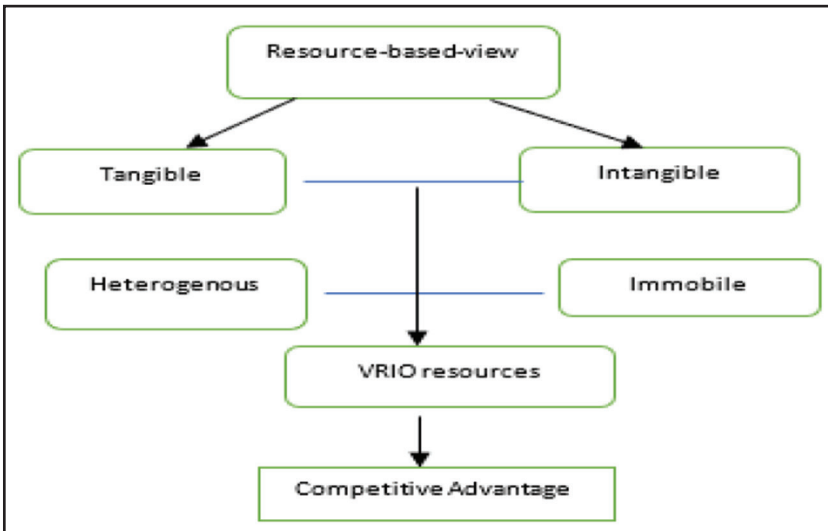 Resource-based-view
Tangible
Intangible
Heterogenous
Immobile
VRIO resources
Competitive Advantage